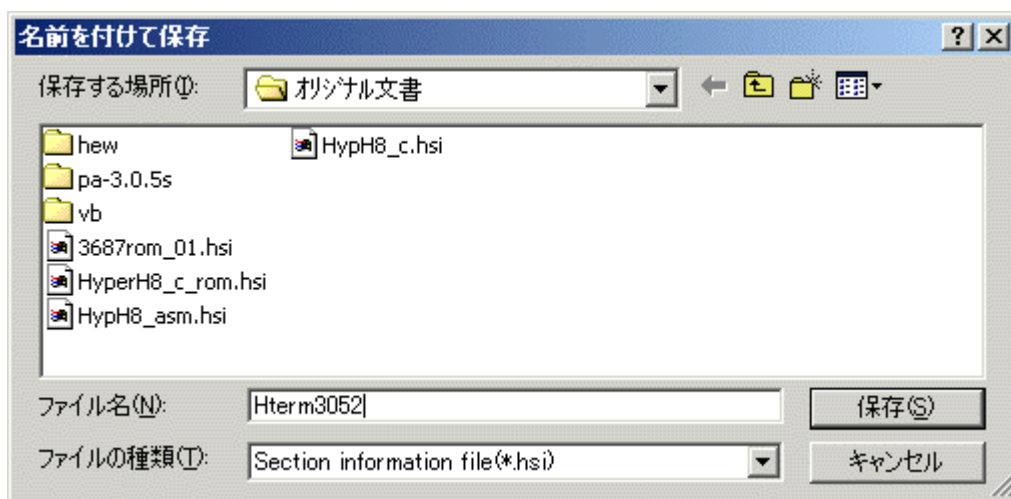 名前を付けて保存
保存する場所(I): オリジナル文書
hew HypH8_c.hsi
pa-3.0.5s
vb
3687rom_01.hsi
HyperH8_c_rom.hsi
HypH8_asm.hsi
ファイル名(N): Hterm3052 保存(S)
ファイルの種類(T): Section information file(*.hsi) キャンセル